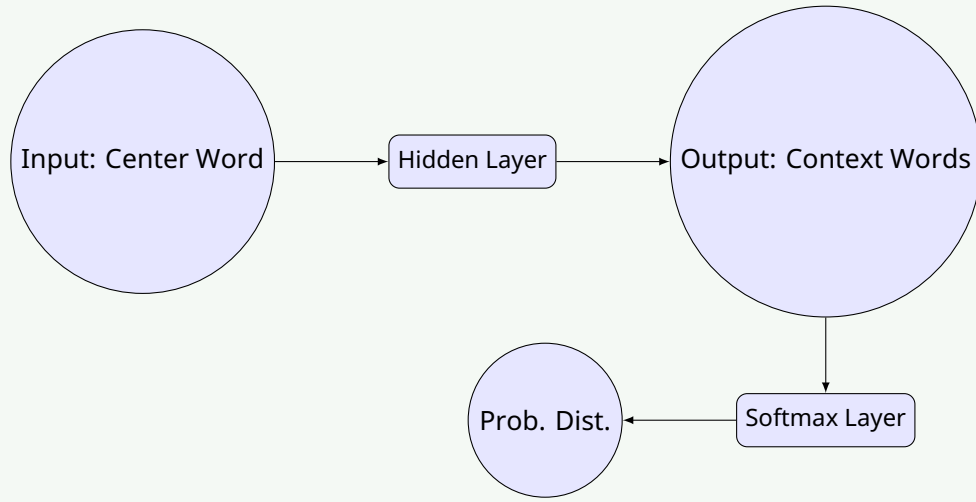 Input: Center Word
Hidden Layer
Output: Context Words
Prob. Dist.
Softmax Layer